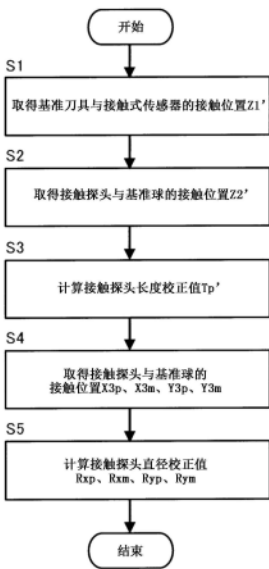 开始
S1
取得基准刀具与接触式传感器的接触位置Z1'
S2
取得接触探头与基准球的接触位置Z2'
S3
计算接触探头长度校正值Tp'
S4
取得接触探头与基准球的
接触位置X3p、X3m、Y3p、Y3m
S5
计算接触探头直径校正值
Rxp、Rxm、Ryp、Rym
结束